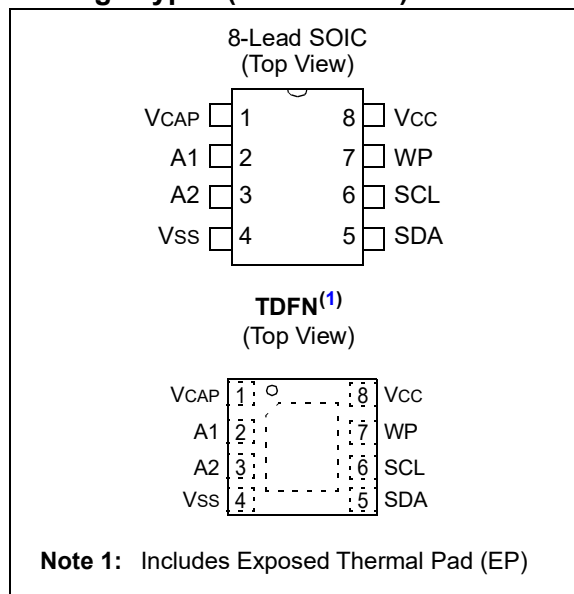 8-Lead SOIC
(Top View)
VCAP 1 8 VCC
A1 2 7 WP
A2 3 6 SCL
VSS 4 5 SDA
TDFN(1)
(Top View)
VCAP 1 8 VCC
A1 2 7 WP
A2 3 6 SCL
VSS 4 5 SDA
Note 1: Includes Exposed Thermal Pad (EP)